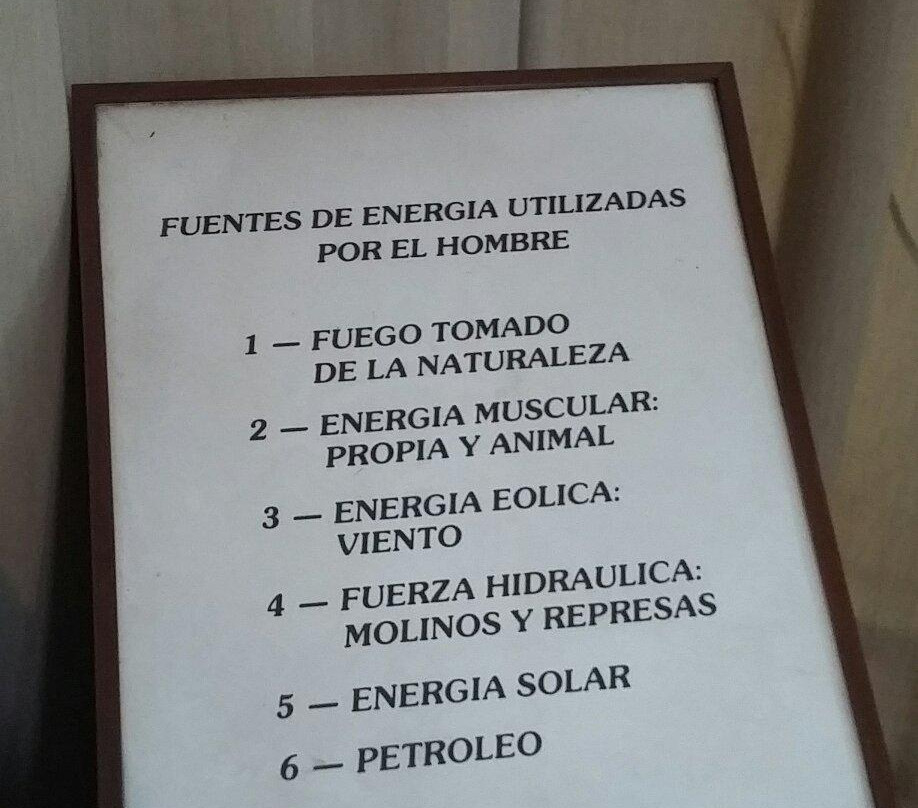 FUENTES DE ENERGIA UTILIZADAS
POR EL HOMBRE
1 — FUEGO TOMADO
DE LA NATURALEZA
2 — ENERGIA MUSCULAR:
PROPIA Y ANIMAL
3 — ENERGIA EOLICA:
VIENTO
4 — FUERZA HIDRAULICA:
MOLINOS Y REPRESAS
5 — ENERGIA SOLAR
6 — PETROLEO